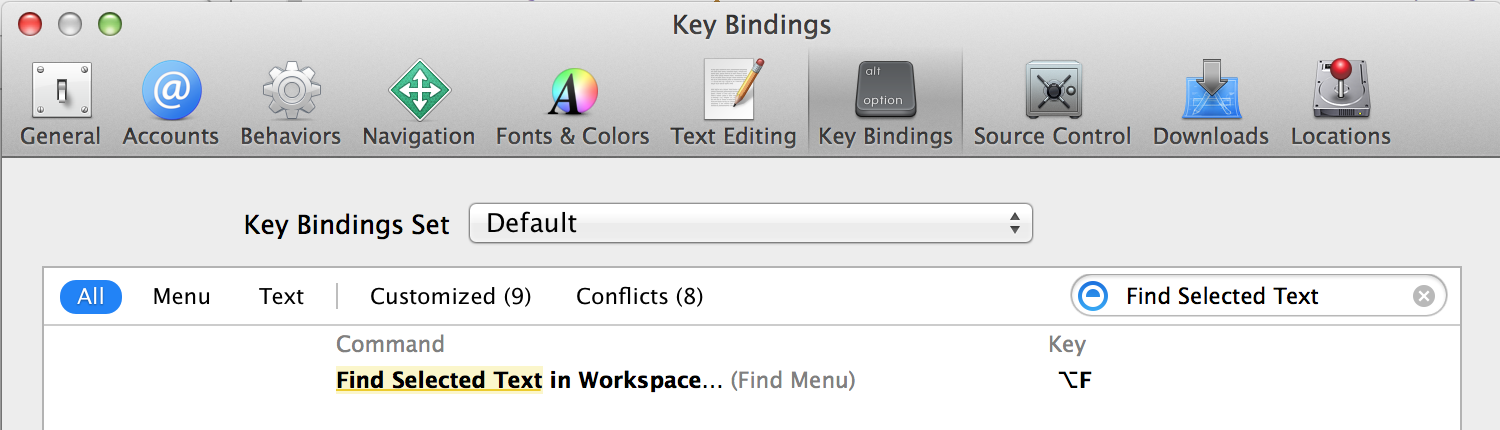 Key Bindings
alt
option
General Accounts Behaviors Navigation Fonts & Colors Text Editing Key Bindings Source Control Downloads Locations
Key Bindings Set Default
All Menu Text Customized (9) Conflicts (8) Find Selected Text
Command Key
Find Selected Text in Workspace... (Find Menu) ⌥F